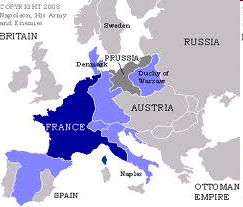 COPYRIGHT 2008
Napoleon, His Army
and Enemies
BRITAIN
Sweden
RUSSIA
Denmark
PRUSSIA
Duchy of
Warsaw
AUSTRIA
FRANCE
SPAIN
Naples
OTTOMAN
EMPIRE